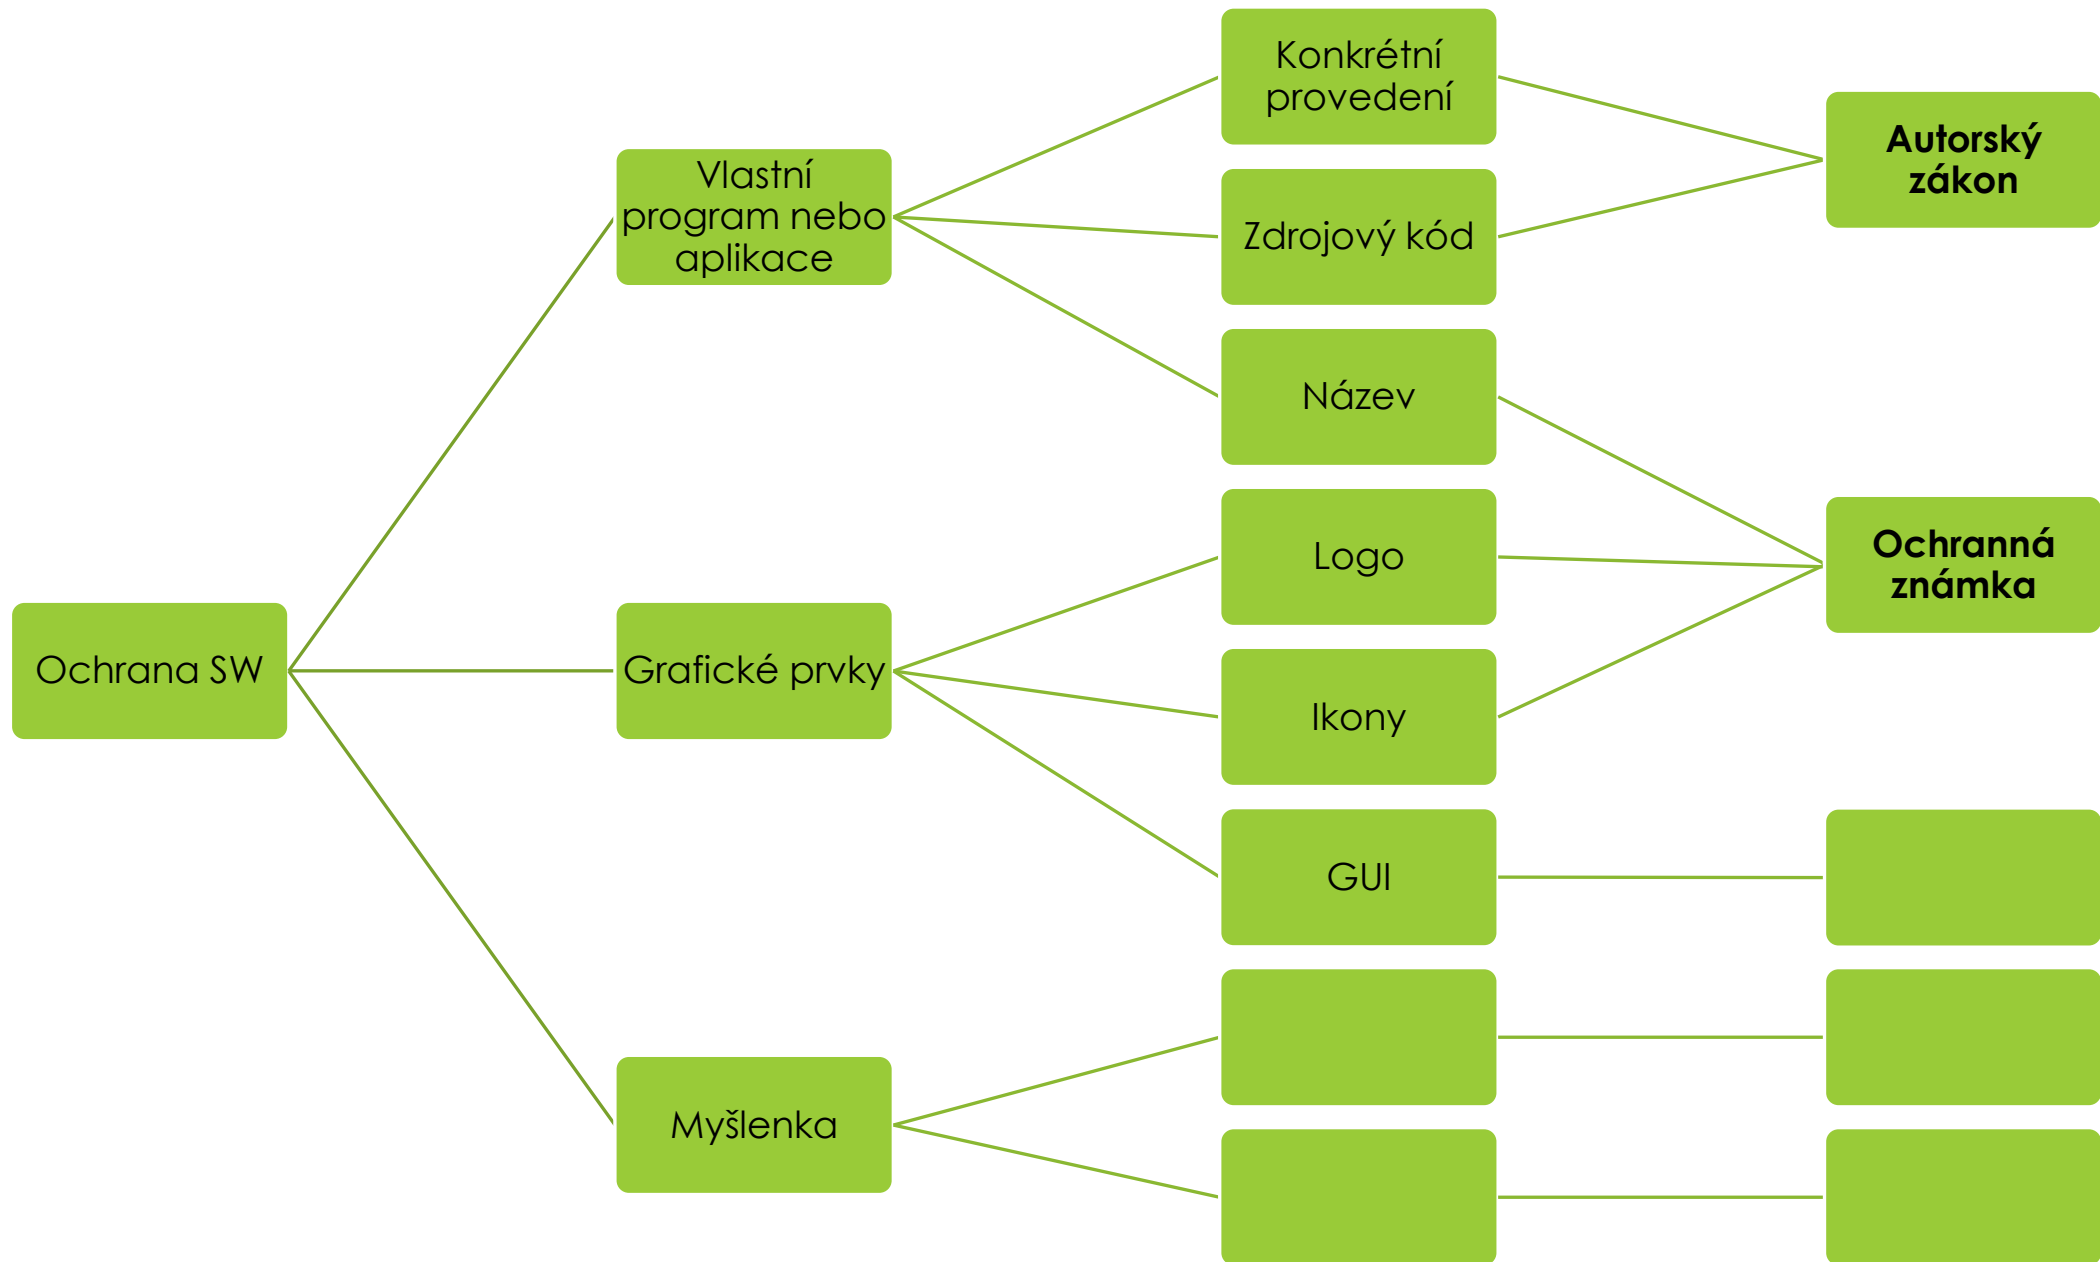 Ochrana SW
Vlastní
program nebo
aplikace
Grafické prvky
Myšlenka
Konkrétní
provedení
Zdrojový kód
Název
Logo
Ikony
GUI
Autorský
zákon
Ochranná
známka